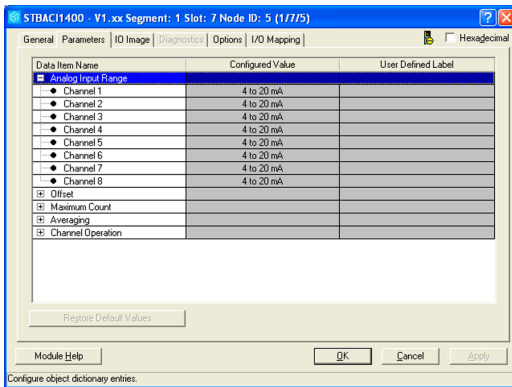 STBACI1400 - V1.xx Segment: 1 Slot: 7 Node ID: 5 (1/7/5)
General Parameters IO Image Diagnostics Options I/O Mapping Hexadecimal
Data Item Name Configured Value User Defined Label
Analog Input Range
Channel 1 4 to 20 mA
Channel 2 4 to 20 mA
Channel 3 4 to 20 mA
Channel 4 4 to 20 mA
Channel 5 4 to 20 mA
Channel 6 4 to 20 mA
Channel 7 4 to 20 mA
Channel 8 4 to 20 mA
Offset
Maximum Count
Averaging
Channel Operation
Restore Default Values
Module Help OK Cancel Apply
Configure object dictionary entries.